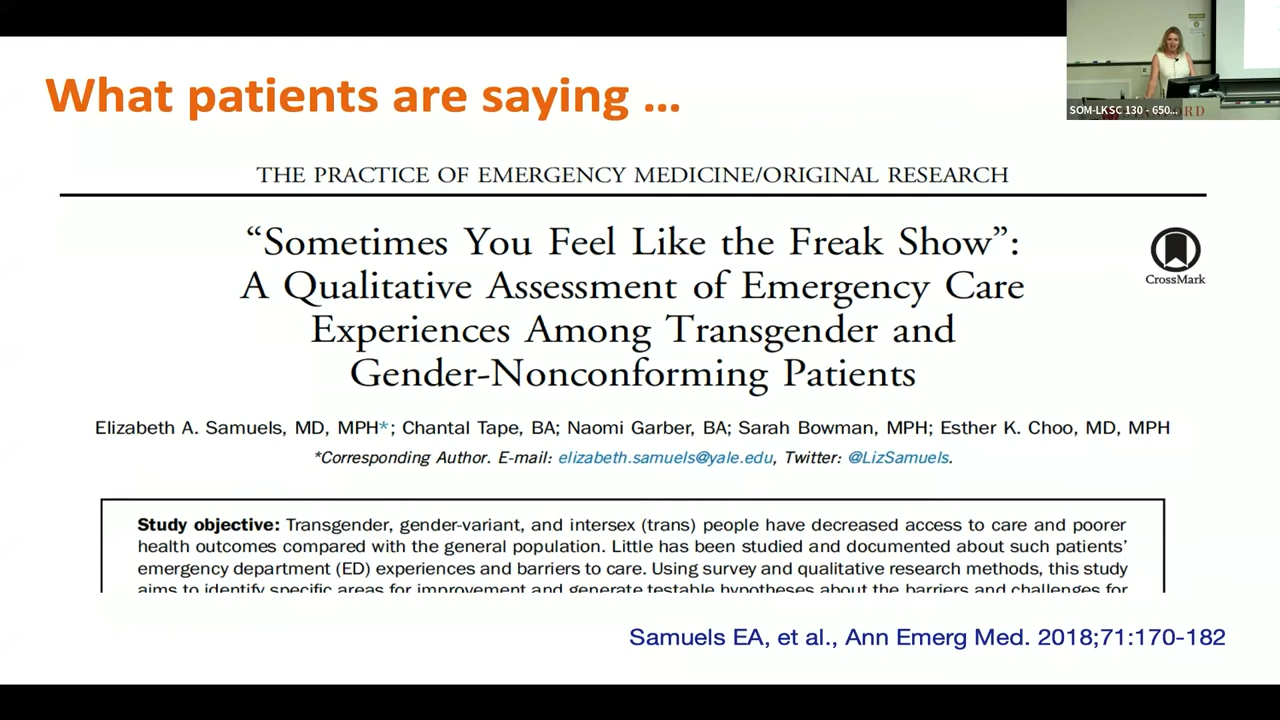 What patients are saying ...
SOM-LKSC 130 - 650...
THE PRACTICE OF EMERGENCY MEDICINE/ORIGINAL RESEARCH
“Sometimes You Feel Like the Freak Show”:
A Qualitative Assessment of Emergency Care
Experiences Among Transgender and
Gender-Nonconforming Patients
CrossMark
Elizabeth A. Samuels, MD, MPH*; Chantal Tape, BA; Naomi Garber, BA; Sarah Bowman, MPH; Esther K. Choo, MD, MPH
*Corresponding Author. E-mail: elizabeth.samuels@yale.edu, Twitter: @LizSamuels.
Study objective: Transgender, gender-variant, and intersex (trans) people have decreased access to care and poorer
health outcomes compared with the general population. Little has been studied and documented about such patients’
emergency department (ED) experiences and barriers to care. Using survey and qualitative research methods, this study
aims to identify specific areas for improvement and generate testable hypotheses about the barriers and challenges for
Samuels EA, et al., Ann Emerg Med. 2018;71:170-182